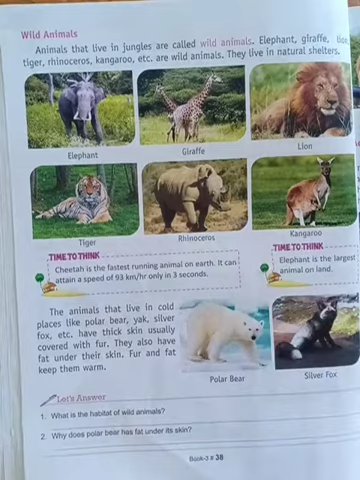 Wild Animals
Animals that live in jungles are called wild animals. Elephant, giraffe, lion
tiger, rhinoceros, kangaroo, etc. are wild animals. They live in natural shelters.
Elephant
Giraffe
Lion
Tiger
Rhinoceros
Kangaroo
TIME TO THINK
Cheetah is the fastest running animal on earth. It can
attain a speed of 93 km/hr only in 3 seconds.
TIME TO THINK
Elephant is the largest
animal on land.
The animals that live in cold
places like polar bear, yak, silver
fox, etc. have thick skin usually
covered with fur. They also have
fat under their skin. Fur and fat
keep them warm.
Polar Bear
Silver Fox
Let's Answer
1. What is the habitat of wild animals?
2. Why does polar bear has fat under its skin?
Book-3 # 38